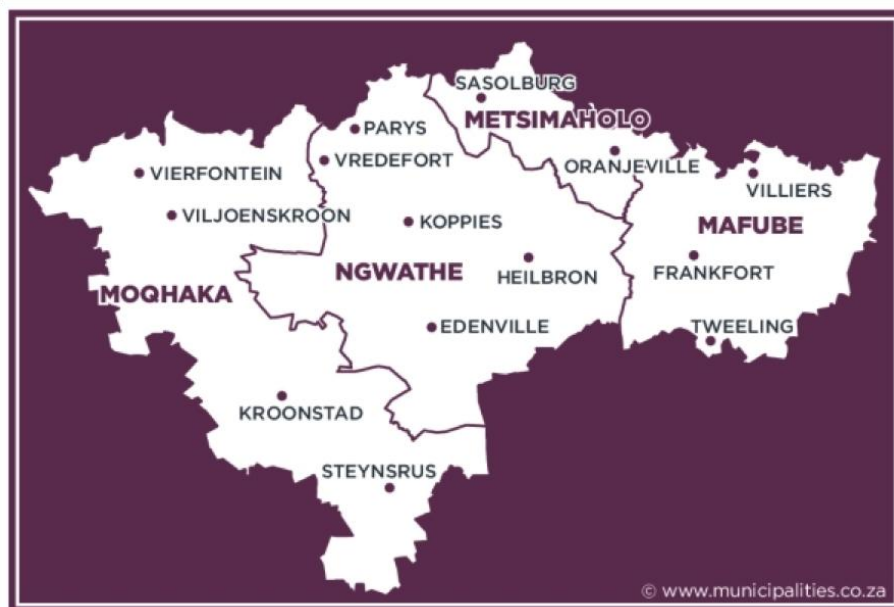 SASOLBURG
METSIMAHOLO
PARYS
VREDEFORT
ORANJEVILLE
VIERFONTEIN
VILLIERS
VILJOENSKROON
KOPPIES
MAFUBE
NGWATHE
HEILBRON
FRANKFORT
MOQHAKA
EDENVILLE
TWEELING
KROONSTAD
STEYNSRUS
© www.municipalities.co.za